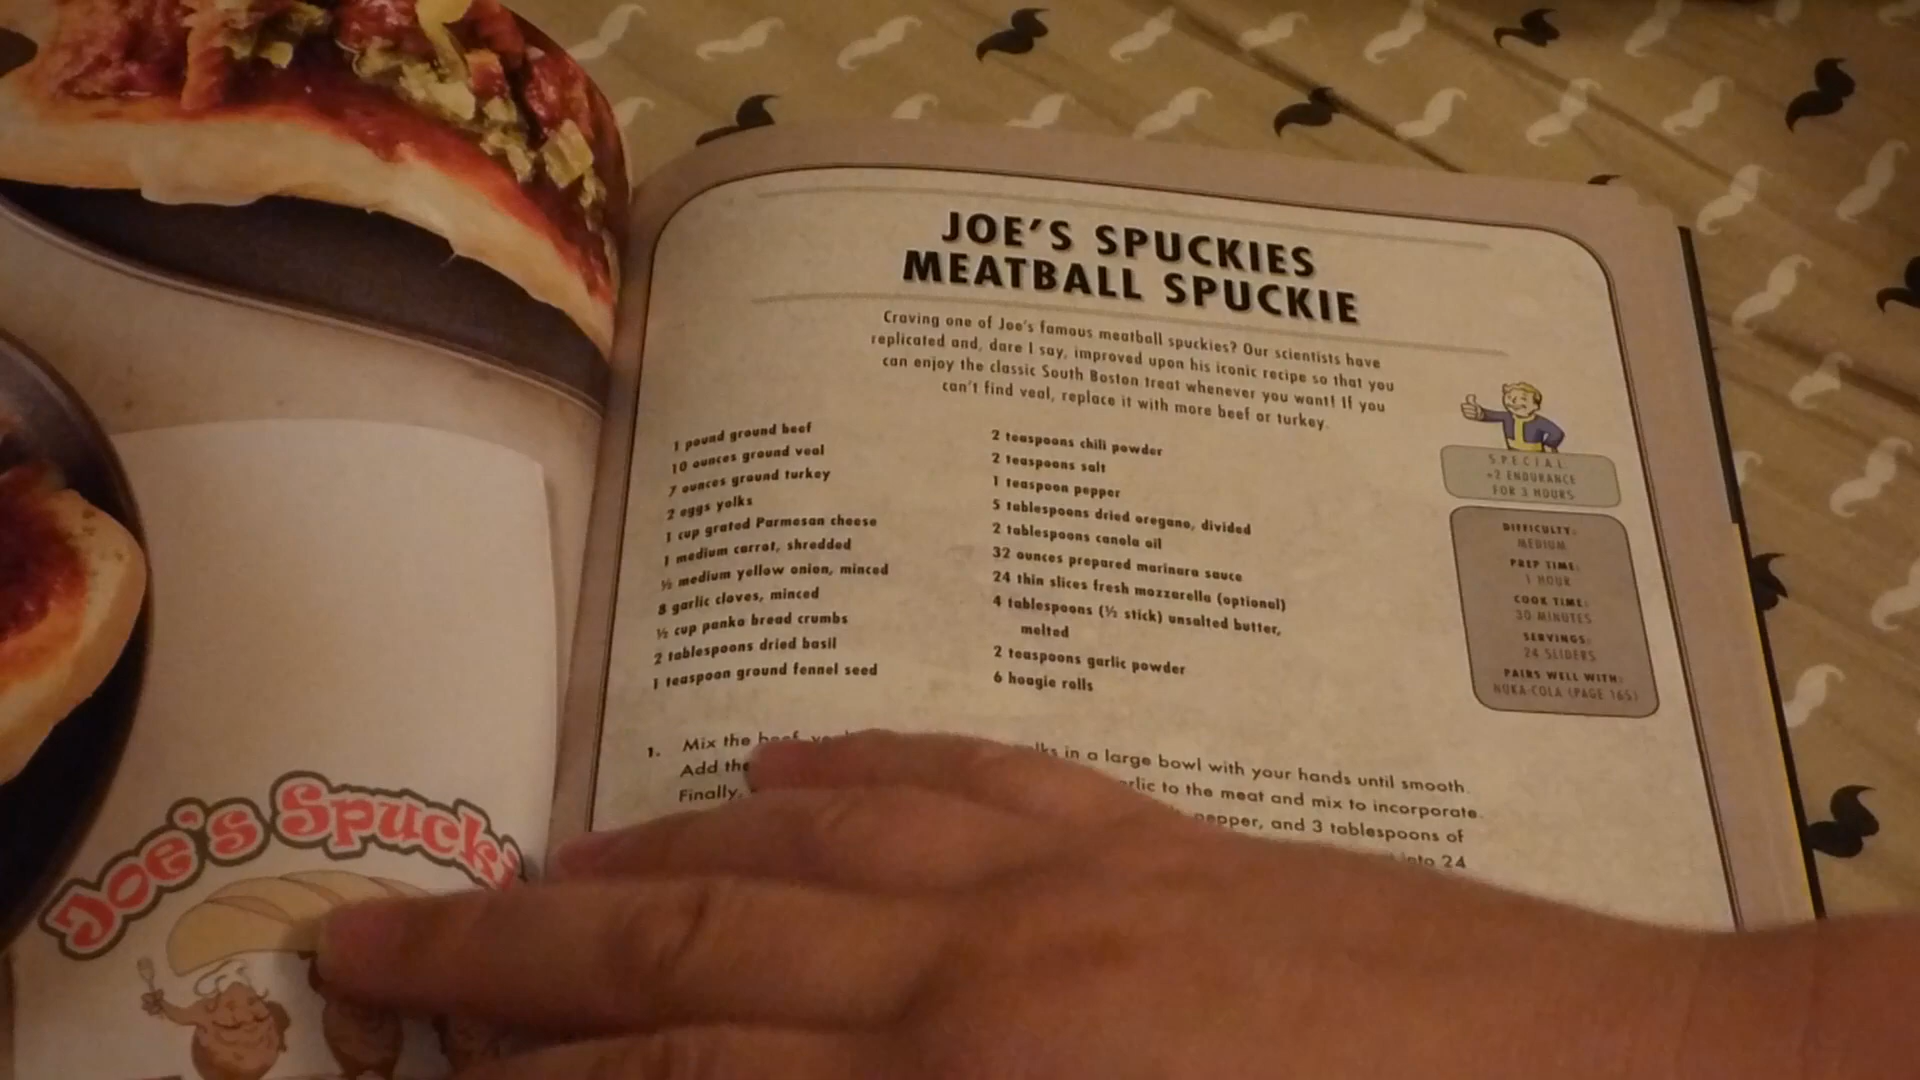 JOE'S SPUCKIES
MEATBALL SPUCKIE
Craving one of Joe's famous meatball spuckies? Our scientists have
replicated and, dare I say, improved upon his iconic recipe so that you
can enjoy the classic South Boston treat whenever you want! If you
can't find veal, replace it with more beef or turkey.
1 pound ground beef
10 ounces ground veal
7 ounces ground turkey
2 eggs yolks
1 cup grated Parmesan cheese
1 medium carrot, shredded
½ medium yellow onion, minced
8 garlic cloves, minced
½ cup panko bread crumbs
2 tablespoons dried basil
1 teaspoon ground fennel seed
2 teaspoons chili powder
2 teaspoons salt
1 teaspoon pepper
5 tablespoons dried oregano, divided
2 tablespoons canola oil
32 ounces prepared marinara sauce
24 thin slices fresh mozzarella (optional)
4 tablespoons (½ stick) unsalted butter,
melted
2 teaspoons garlic powder
6 hoagie rolls
S.P.E.C.I.A.L.
+2 ENDURANCE
FOR 3 HOURS
DIFFICULTY:
MEDIUM
PREP TIME:
1 HOUR
COOK TIME:
30 MINUTES
SERVINGS:
24 SLIDERS
PAIRS WELL WITH:
NUKA-COLA (PAGE 165)
1. Mix the beef, in a large bowl with your hands until smooth.
Add the to the meat and mix to incorporate.
Finally, pepper, and 3 tablespoons of
into 24
Joe's Spucki